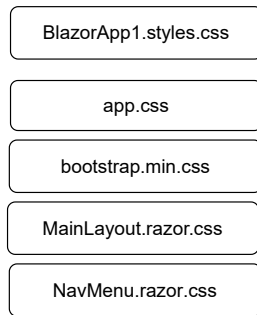 BlazorApp1.styles.css
app.css
bootstrap.min.css
MainLayout.razor.css
NavMenu.razor.css